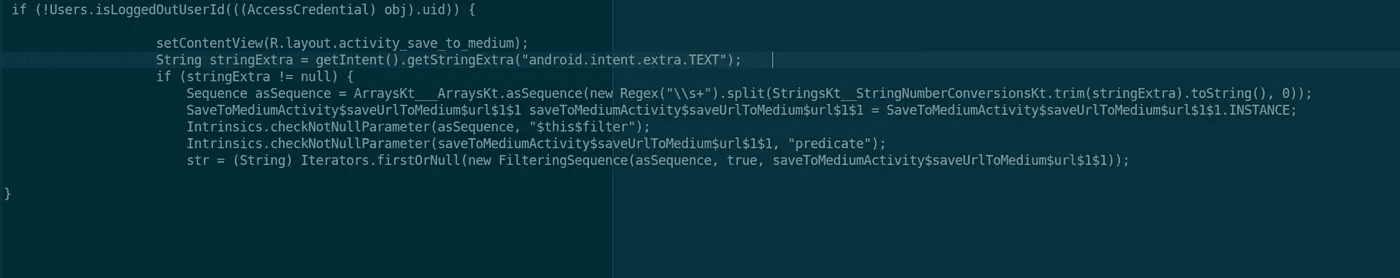 if (!Users.isLoggedOutUserId(((AccessCredential) obj).uid)) {
setContentView(R.layout.activity_save_to_medium);
String stringExtra = getIntent().getStringExtra("android.intent.extra.TEXT");
if (stringExtra != null) {
Sequence asSequence = ArraysKt___ArraysKt.asSequence(new Regex("\\s+").split(StringsKt__StringNumberConversionsKt.trim(stringExtra).toString(), 0));
SaveToMediumActivity$saveUrlToMedium$url$1$1 saveToMediumActivity$saveUrlToMedium$url$1$1 = SaveToMediumActivity$saveUrlToMedium$url$1$1.INSTANCE;
Intrinsics.checkNotNullParameter(asSequence, "$this$filter");
Intrinsics.checkNotNullParameter(saveToMediumActivity$saveUrlToMedium$url$1$1, "predicate");
str = (String) Iterators.firstOrNull(new FilteringSequence(asSequence, true, saveToMediumActivity$saveUrlToMedium$url$1$1));
}